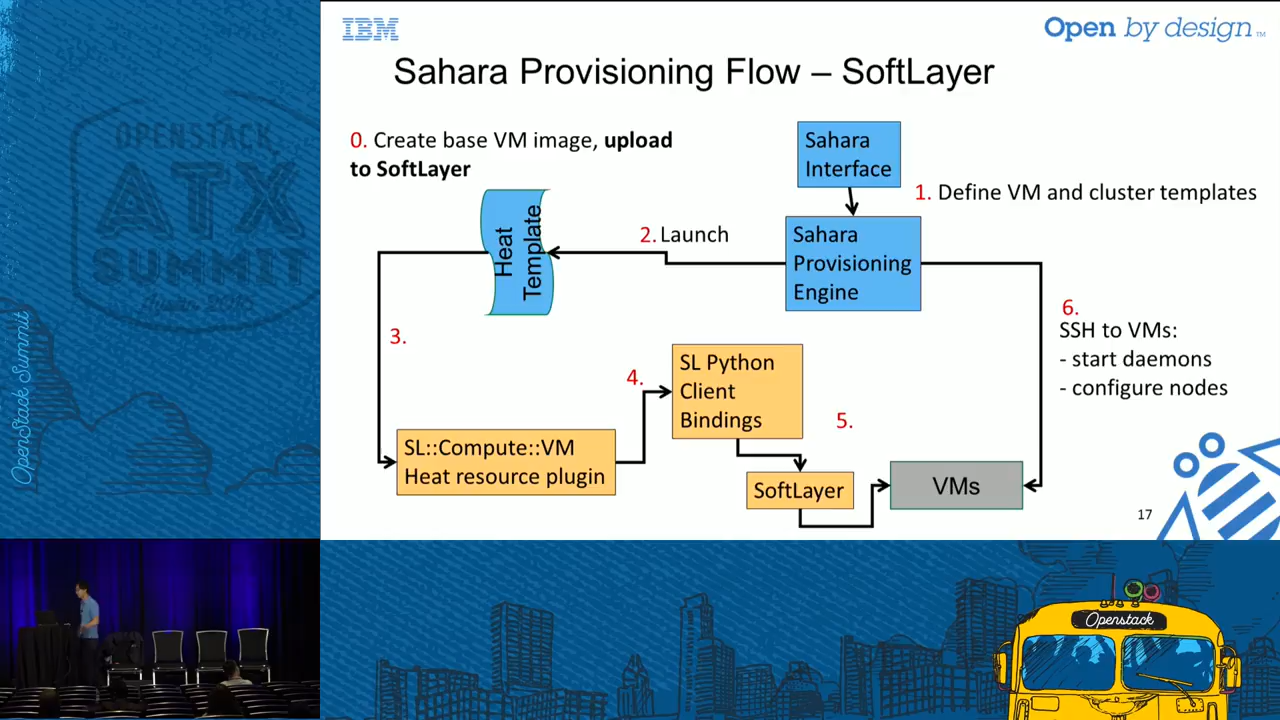 IBM
Open by design™
Sahara Provisioning Flow – SoftLayer
0. Create base VM image, upload
to SoftLayer
Sahara
Interface
1. Define VM and cluster templates
Heat
Template
2. Launch
Sahara
Provisioning
Engine
3.
6.
SSH to VMs:
- start daemons
- configure nodes
4.
SL Python
Client
Bindings
5.
SL::Compute::VM
Heat resource plugin
SoftLayer
VMs
17
OPENSTACK
ATX
SUMMIT
OpenStack Summit
Openstack